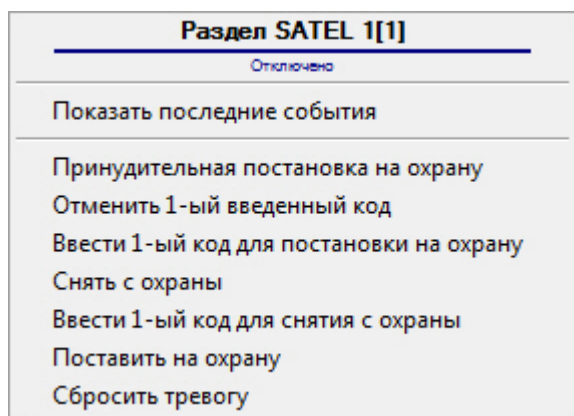 Раздел SATEL 1[1]
Отключено
Показать последние события
Принудительная постановка на охрану
Отменить 1-ый введенный код
Ввести 1-ый код для постановки на охрану
Снять с охраны
Ввести 1-ый код для снятия с охраны
Поставить на охрану
Сбросить тревогу